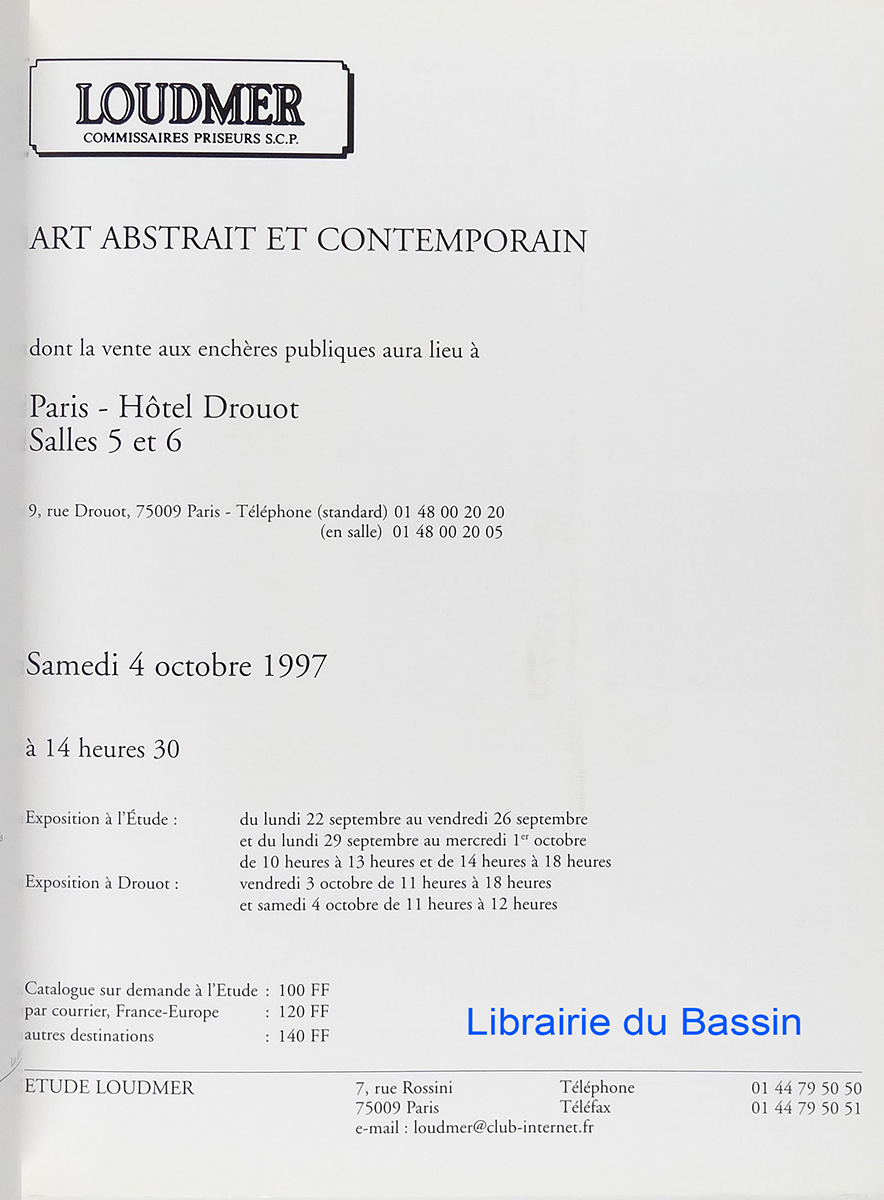 LOUDMER
COMMISSAIRES PRISEURS S.C.P.
ART ABSTRAIT ET CONTEMPORAIN
dont la vente aux enchères publiques aura lieu à
Paris - Hôtel Drouot
Salles 5 et 6
9, rue Drouot, 75009 Paris - Téléphone (standard) 01 48 00 20 20
(en salle) 01 48 00 20 05
Samedi 4 octobre 1997
à 14 heures 30
Exposition à l'Étude : du lundi 22 septembre au vendredi 26 septembre
et du lundi 29 septembre au mercredi 1er octobre
de 10 heures à 13 heures et de 14 heures à 18 heures
Exposition à Drouot : vendredi 3 octobre de 11 heures à 18 heures
et samedi 4 octobre de 11 heures à 12 heures
Catalogue sur demande à l'Etude : 100 FF
par courrier, France-Europe : 120 FF
autres destinations : 140 FF
Librairie du Bassin
ETUDE LOUDMER 7, rue Rossini Téléphone 01 44 79 50 50
75009 Paris Téléfax 01 44 79 50 51
e-mail : loudmer@club-internet.fr